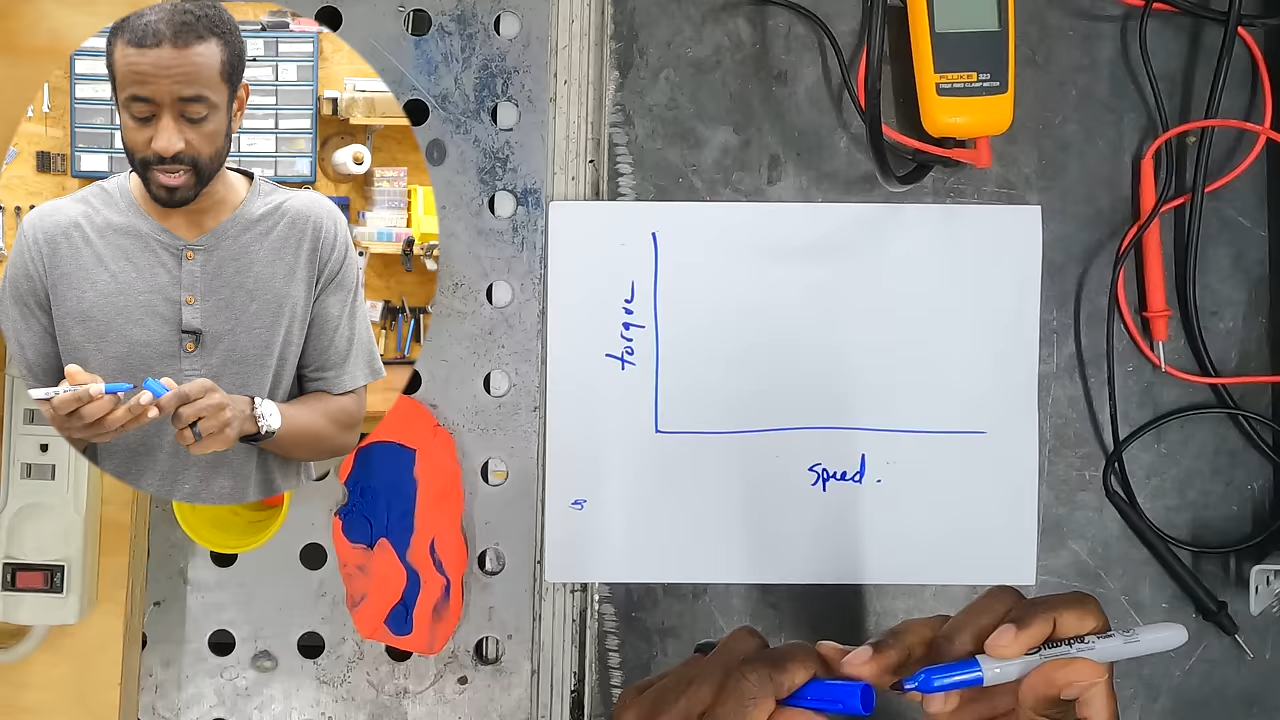 FLUKE 323
TRUE RMS CLAMP METER
torque
speed.
Sharpie